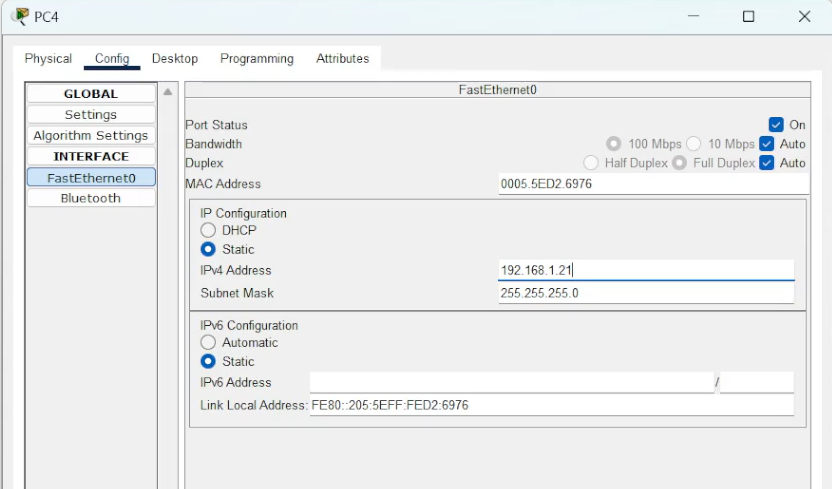 PC4
Physical Config Desktop Programming Attributes
GLOBAL
Settings
Algorithm Settings
INTERFACE
FastEthernet0
Bluetooth
FastEthernet0
Port Status On
Bandwidth 100 Mbps 10 Mbps Auto
Duplex Half Duplex Full Duplex Auto
MAC Address 0005.5ED2.6976
IP Configuration
DHCP
Static
IPv4 Address 192.168.1.21
Subnet Mask 255.255.255.0
IPv6 Configuration
Automatic
Static
IPv6 Address /
Link Local Address: FE80::205:5EFF:FED2:6976